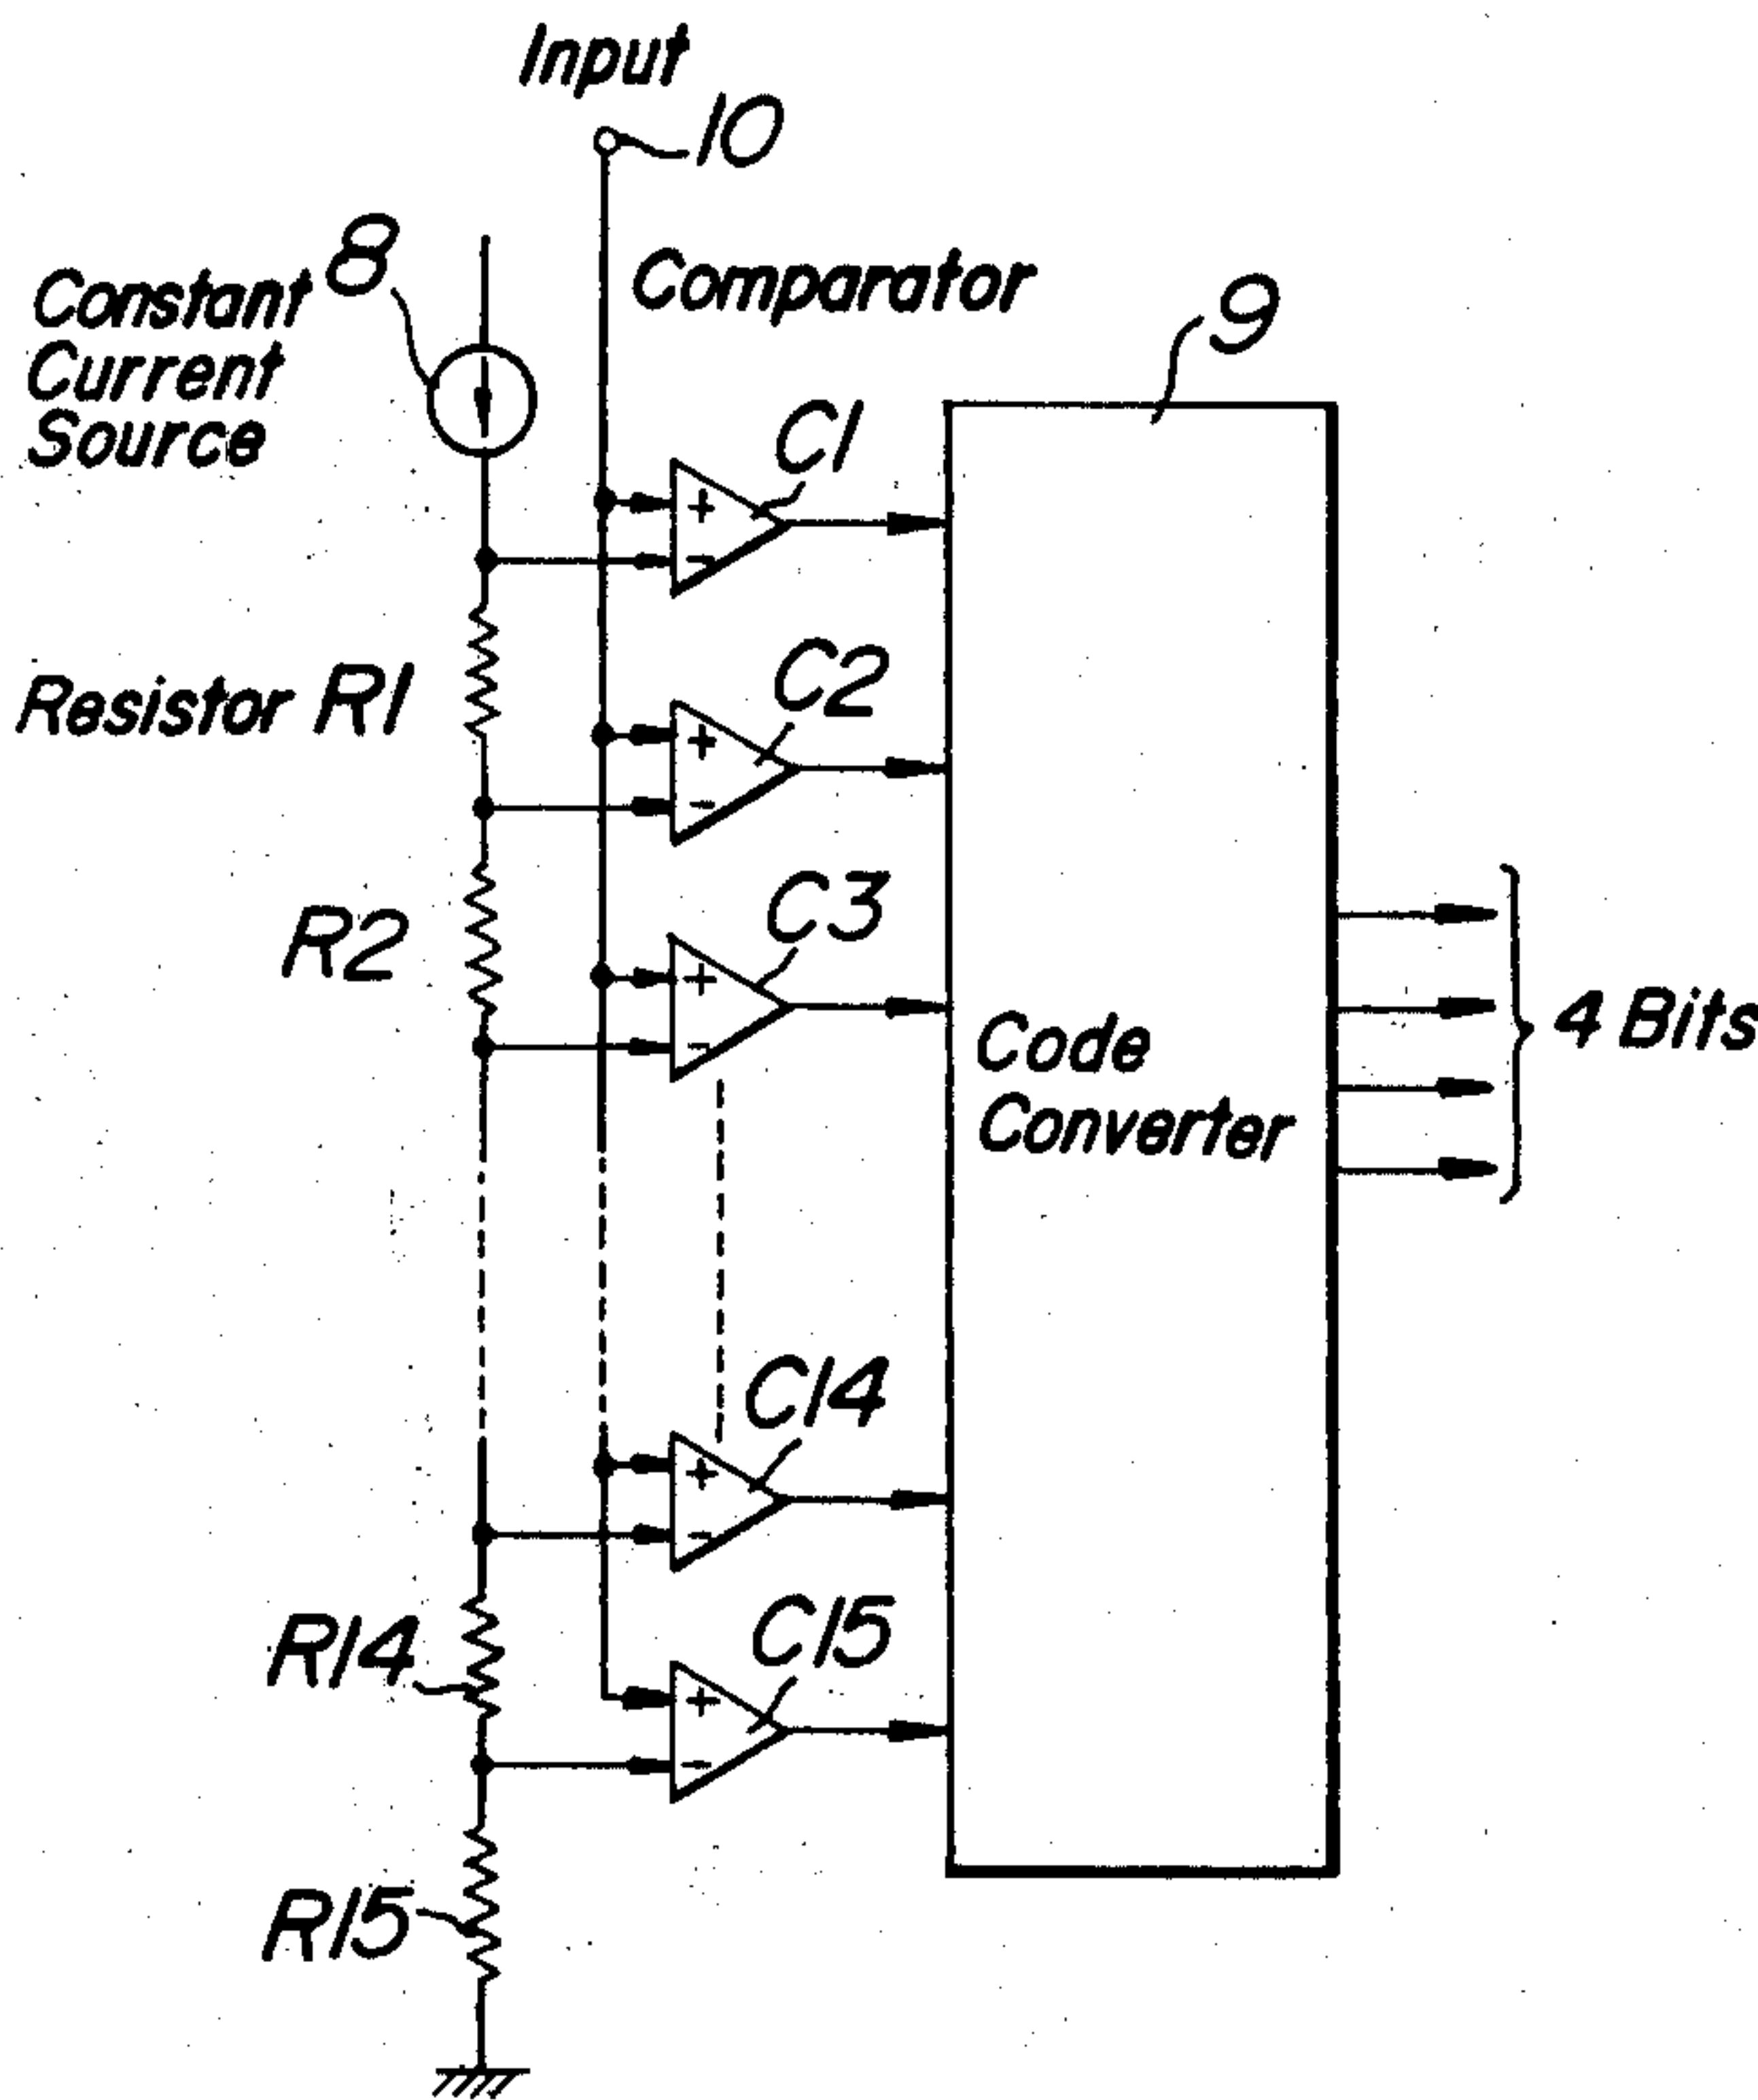 Input
10
Constant 8
Current
Source
Comparator
9
C1
Resistor R1
C2
R2
C3
Code
Converter
4 Bits
+
-
+
-
+
-
C14
+
-
R14
C15
+
-
R15